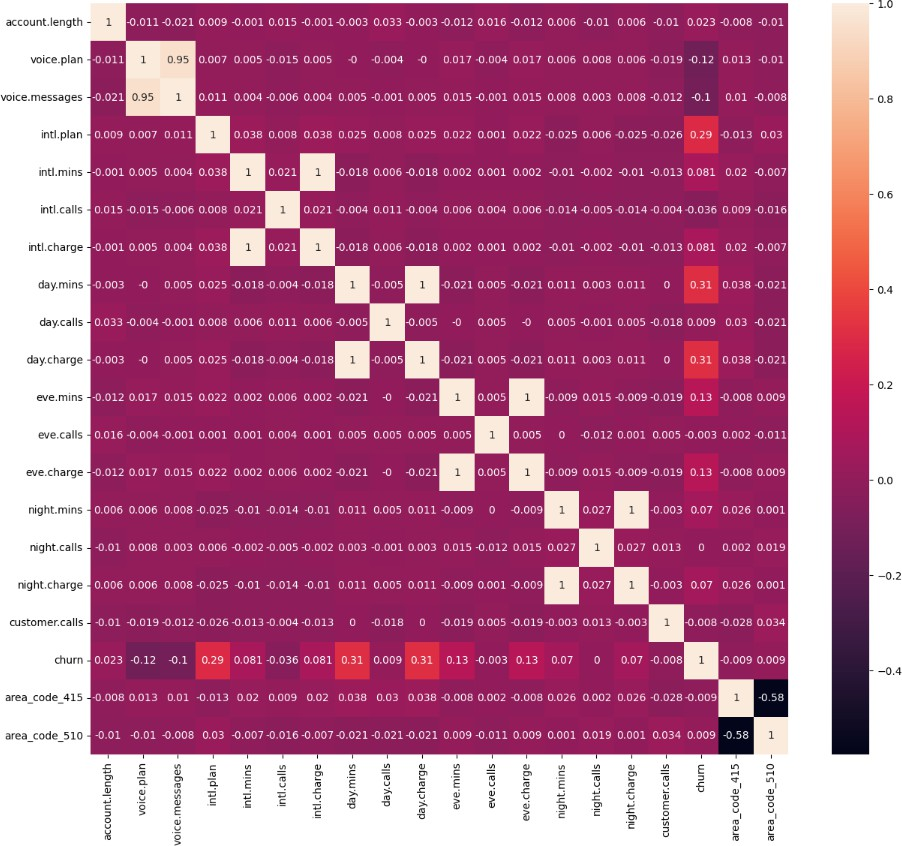 account.length 1 -0.011 -0.021 0.009 -0.001 0.015 -0.001 -0.003 0.033 -0.003 -0.012 0.016 -0.012 0.006 -0.01 0.006 -0.01 0.023 -0.008 -0.01
voice.plan -0.011 1 0.95 0.007 0.005 -0.015 0.005 -0 -0.004 -0 0.017 -0.004 0.017 0.006 0.008 0.006 -0.019 -0.12 0.013 -0.01
voice.messages -0.021 0.95 1 0.011 0.004 -0.006 0.004 0.005 -0.001 0.005 0.015 -0.001 0.015 0.008 0.003 0.008 -0.012 -0.1 0.01 -0.008
intl.plan 0.009 0.007 0.011 1 0.038 0.008 0.038 0.025 0.008 0.025 0.022 0.001 0.022 -0.025 0.006 -0.025 -0.026 0.29 -0.013 0.03
intl.mins -0.001 0.005 0.004 0.038 1 0.021 1 -0.018 0.006 -0.018 0.002 0.001 0.002 -0.01 -0.002 -0.01 -0.013 0.081 0.02 -0.007
intl.calls 0.015 -0.015 -0.006 0.008 0.021 1 0.021 -0.004 0.011 -0.004 0.006 0.004 0.006 -0.014 -0.005 -0.014 -0.004 -0.036 0.009 -0.016
intl.charge -0.001 0.005 0.004 0.038 1 0.021 1 -0.018 0.006 -0.018 0.002 0.001 0.002 -0.01 -0.002 -0.01 -0.013 0.081 0.02 -0.007
day.mins -0.003 -0 0.005 0.025 -0.018 -0.004 -0.018 1 -0.005 1 -0.021 0.005 -0.021 0.011 0.003 0.011 0 0.31 0.038 -0.021
day.calls 0.033 -0.004 -0.001 0.008 0.006 0.011 0.006 -0.005 1 -0.005 -0 0.005 -0 0.005 -0.001 0.005 -0.018 0.009 0.03 -0.021
day.charge -0.003 -0 0.005 0.025 -0.018 -0.004 -0.018 1 -0.005 1 -0.021 0.005 -0.021 0.011 0.003 0.011 0 0.31 0.038 -0.021
eve.mins -0.012 0.017 0.015 0.022 0.002 0.006 0.002 -0.021 -0 -0.021 1 0.005 1 -0.009 0.015 -0.009 -0.019 0.13 -0.008 0.009
eve.calls 0.016 -0.004 -0.001 0.001 0.001 0.004 0.001 0.005 0.005 0.005 0.005 1 0.005 0 -0.012 0.001 0.005 -0.003 0.002 -0.011
eve.charge -0.012 0.017 0.015 0.022 0.002 0.006 0.002 -0.021 -0 -0.021 1 0.005 1 -0.009 0.015 -0.009 -0.019 0.13 -0.008 0.009
night.mins 0.006 0.006 0.008 -0.025 -0.01 -0.014 -0.01 0.011 0.005 0.011 -0.009 0 -0.009 1 0.027 1 -0.003 0.07 0.026 0.001
night.calls -0.01 0.008 0.003 0.006 -0.002 -0.005 -0.002 0.003 -0.001 0.003 0.015 -0.012 0.015 0.027 1 0.027 0.013 0 0.002 0.019
night.charge 0.006 0.006 0.008 -0.025 -0.01 -0.014 -0.01 0.011 0.005 0.011 -0.009 0.001 -0.009 1 0.027 1 -0.003 0.07 0.026 0.001
customer.calls -0.01 -0.019 -0.012 -0.026 -0.013 -0.004 -0.013 0 -0.018 0 -0.019 0.005 -0.019 -0.003 0.013 -0.003 1 -0.008 -0.028 0.034
churn 0.023 -0.12 -0.1 0.29 0.081 -0.036 0.081 0.31 0.009 0.31 0.13 -0.003 0.13 0.07 0 0.07 -0.008 1 -0.009 0.009
area_code_415 -0.008 0.013 0.01 -0.013 0.02 0.009 0.02 0.038 0.03 0.038 -0.008 0.002 -0.008 0.026 0.002 0.026 -0.028 -0.009 1 -0.58
area_code_510 -0.01 -0.01 -0.008 0.03 -0.007 -0.016 -0.007 -0.021 -0.021 -0.021 0.009 -0.011 0.009 0.001 0.019 0.001 0.034 0.009 -0.58 1
account.length
voice.plan
voice.messages
intl.plan
intl.mins
intl.calls
intl.charge
day.mins
day.calls
day.charge
eve.mins
eve.calls
eve.charge
night.mins
night.calls
night.charge
customer.calls
churn
area_code_415
area_code_510
1.0
0.8
0.6
0.4
0.2
0.0
−0.2
−0.4